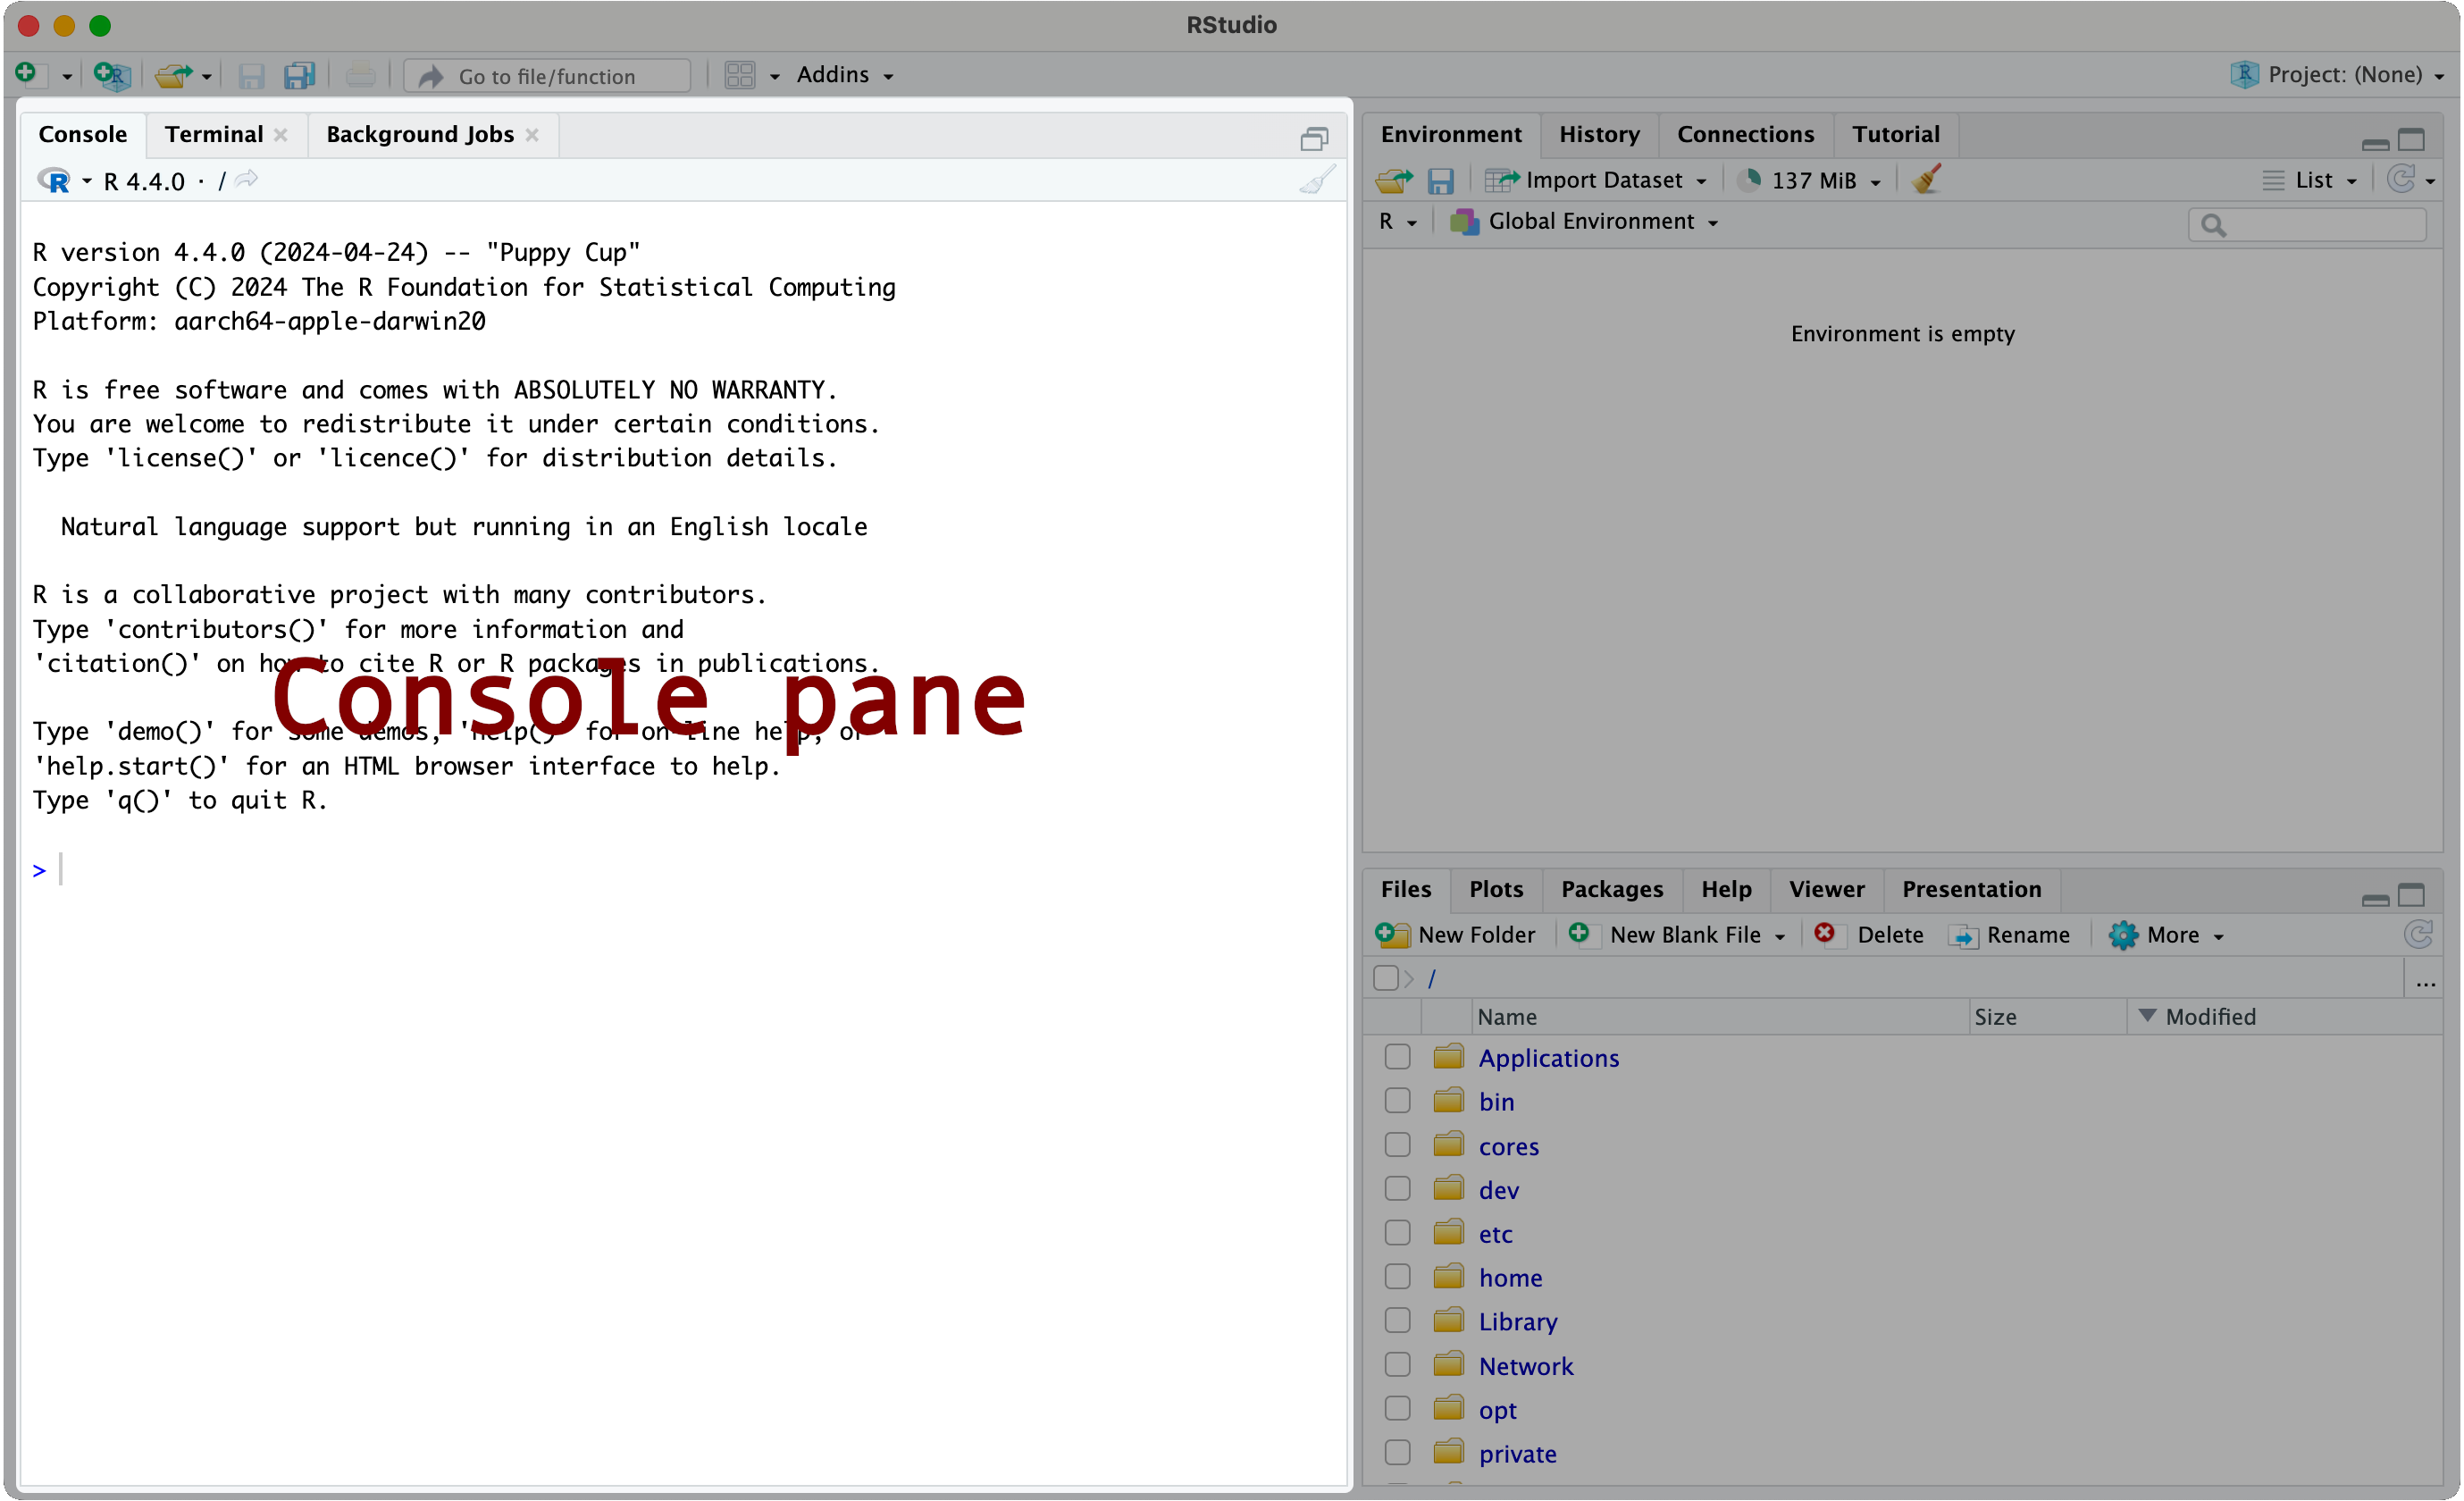 RStudio
Go to file/function
Addins
Project: (None)
Console Terminal Background Jobs
R 4.4.0 · /
R version 4.4.0 (2024-04-24) -- "Puppy Cup"
Copyright (C) 2024 The R Foundation for Statistical Computing
Platform: aarch64-apple-darwin20
R is free software and comes with ABSOLUTELY NO WARRANTY.
You are welcome to redistribute it under certain conditions.
Type 'license()' or 'licence()' for distribution details.
Natural language support but running in an English locale
R is a collaborative project with many contributors.
Type 'contributors()' for more information and
'citation()' on how to cite R or R packages in publications.
Console pane
Type 'demo()' for some demos, 'help()' for on-line help, or
'help.start()' for an HTML browser interface to help.
Type 'q()' to quit R.
>
Environment History Connections Tutorial
Import Dataset 137 MiB List
R Global Environment
Environment is empty
Files Plots Packages Help Viewer Presentation
New Folder New Blank File Delete Rename More
/ ...
Name Size Modified
Applications
bin
cores
dev
etc
home
Library
Network
opt
private